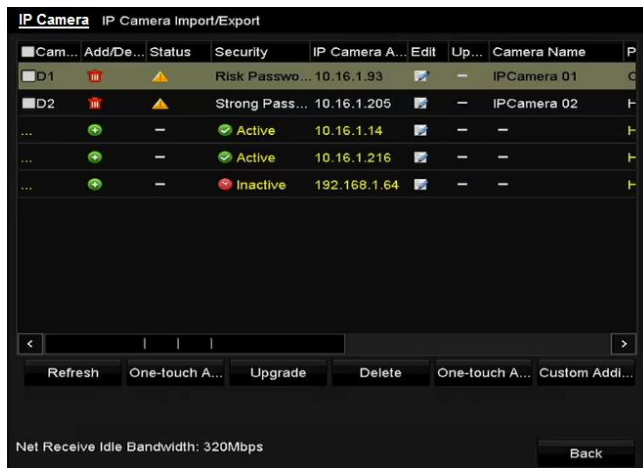 IP Camera IP Camera Import/Export
Cam... Add/De... Status Security IP Camera A... Edit Up... Camera Name P
D1 Risk Passwo... 10.16.1.93 — IPCamera 01
D2 Strong Pass... 10.16.1.205 — IPCamera 02 H
... — Active 10.16.1.14 — — H
... — Active 10.16.1.216 — — H
... — Inactive 192.168.1.64 — — H
Refresh One-touch A... Upgrade Delete One-touch A... Custom Addi...
Net Receive Idle Bandwidth: 320Mbps
Back